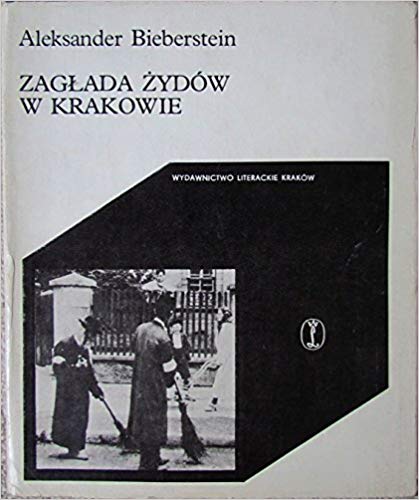 Aleksander Bieberstein
ZAGŁADA ŻYDÓW
W KRAKOWIE
WYDAWNICTWO LITERACKIE KRAKÓW